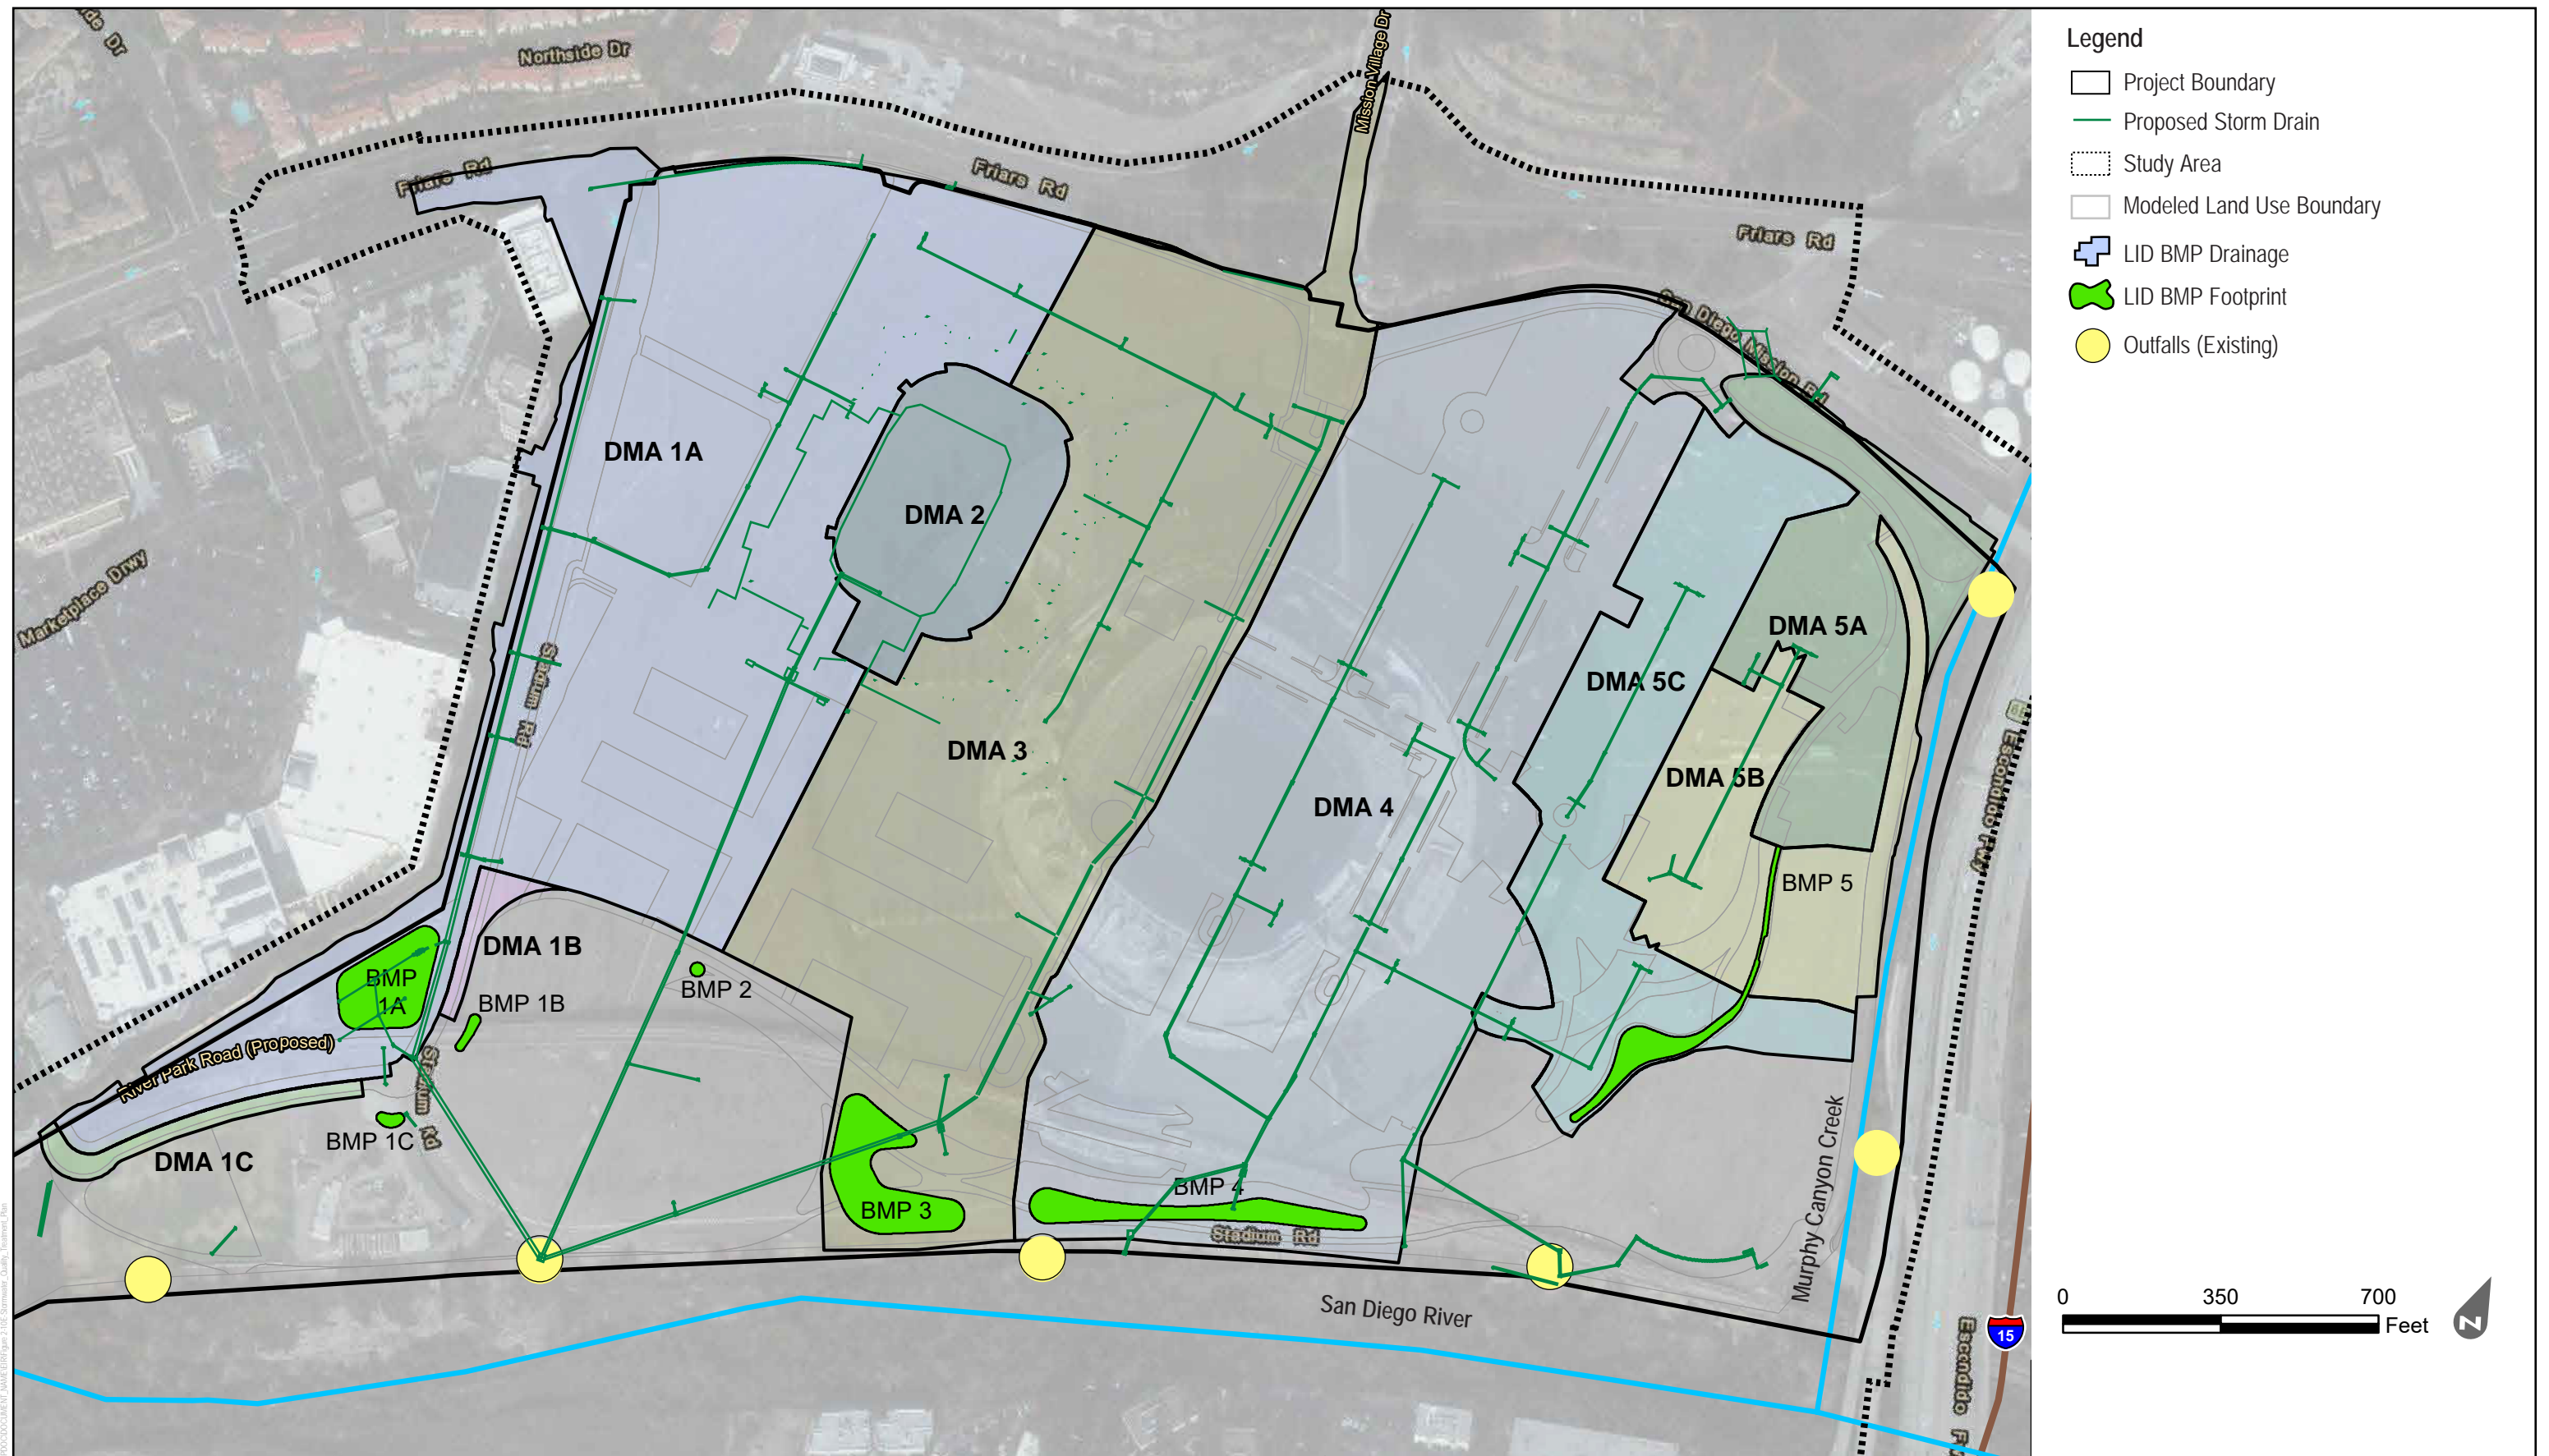 Northside Dr
Mission Village Dr
Friars Rd
Friars Rd
Friars Rd
San Diego Mission Rd
Marketplace Drwy
Stadium Rd
DMA 1A
DMA 2
DMA 3
DMA 4
DMA 5A
DMA 5B
DMA 5C
BMP 5
DMA 1B
BMP
1A
BMP 1B
BMP 2
River Park Road (Proposed)
Stadium Rd
BMP 1C
DMA 1C
BMP 3
BMP 4
Stadium Rd
Murphy Canyon Creek
San Diego River
Escondido Fwy
Escondido F
15
Legend
Project Boundary
Proposed Storm Drain
Study Area
Modeled Land Use Boundary
LID BMP Drainage
LID BMP Footprint
Outfalls (Existing)
0 350 700
Feet
N